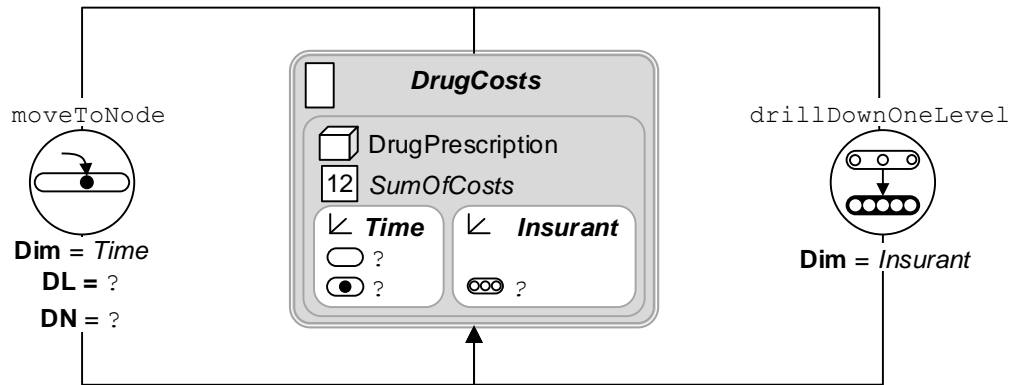 DrugCosts
moveToNode
drillDownOneLevel
DrugPrescription
12 SumOfCosts
Time
Insurant
?
? ?
Dim = Time
DL = ?
DN = ?
Dim = Insurant